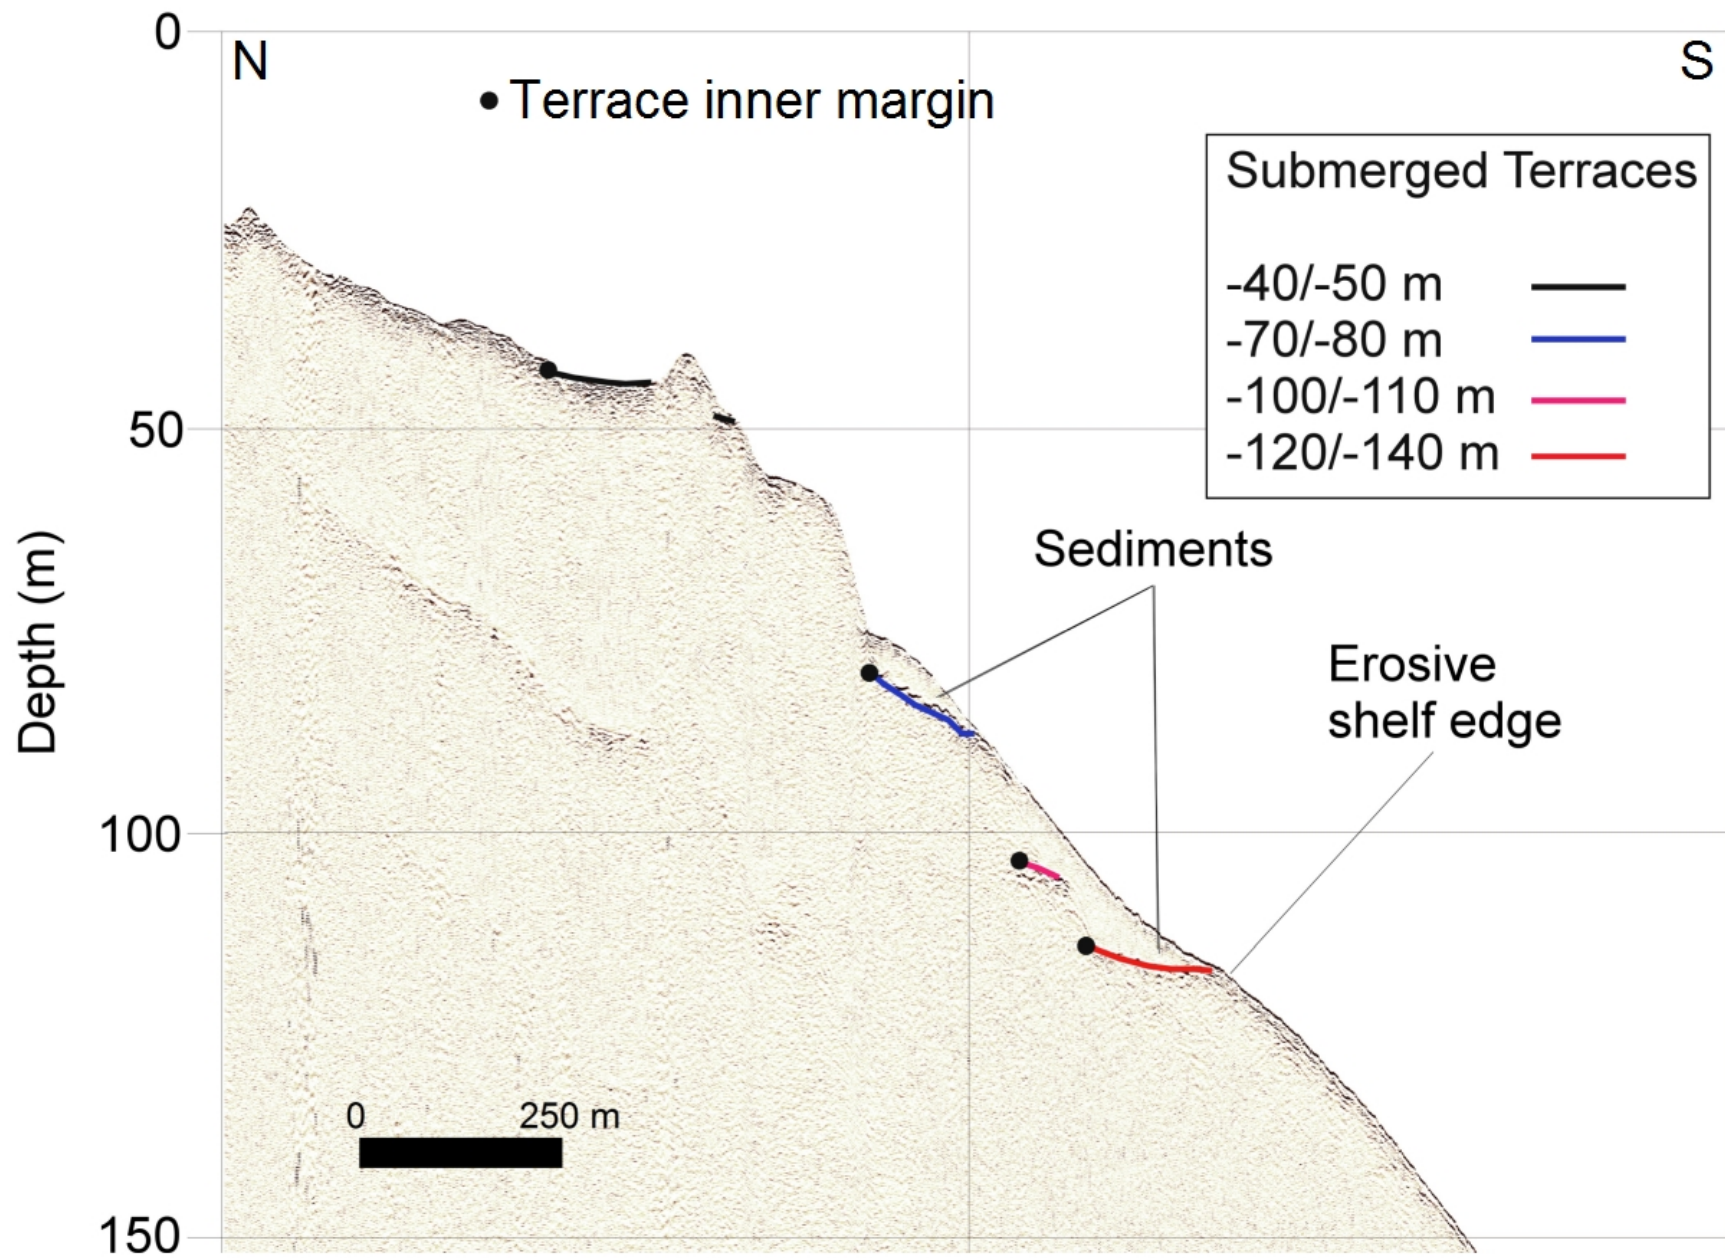 0
N
S
Terrace inner margin
Submerged Terraces
-40/-50 m
-70/-80 m
-100/-110 m
-120/-140 m
50
Sediments
Erosive
shelf edge
Depth (m)
100
0 250 m
150